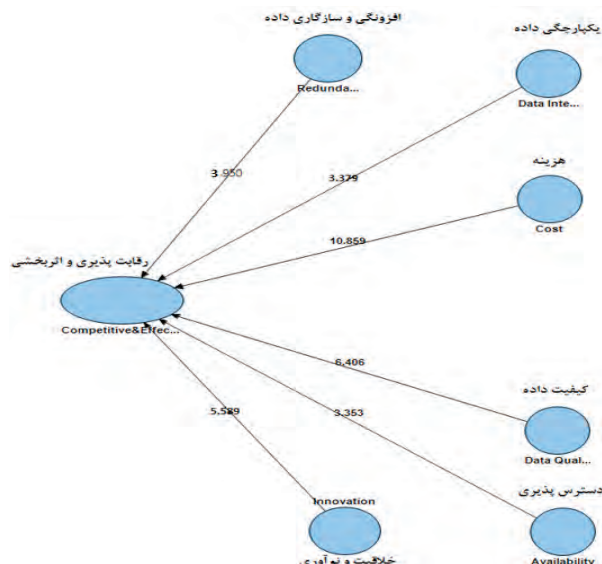 افزونگی و سازگاری داده
Redunda...
یکپارچگی داده
Data Inte...
3.950
3.379
هزینه
Cost
10.859
رقابت پذیری و اثربخشی
Competitive&Effec...
6.406
کیفیت داده
Data Qual...
5.589
3.353
دسترس پذیری
Availability
Innovation
خلاقیت و نوآوری